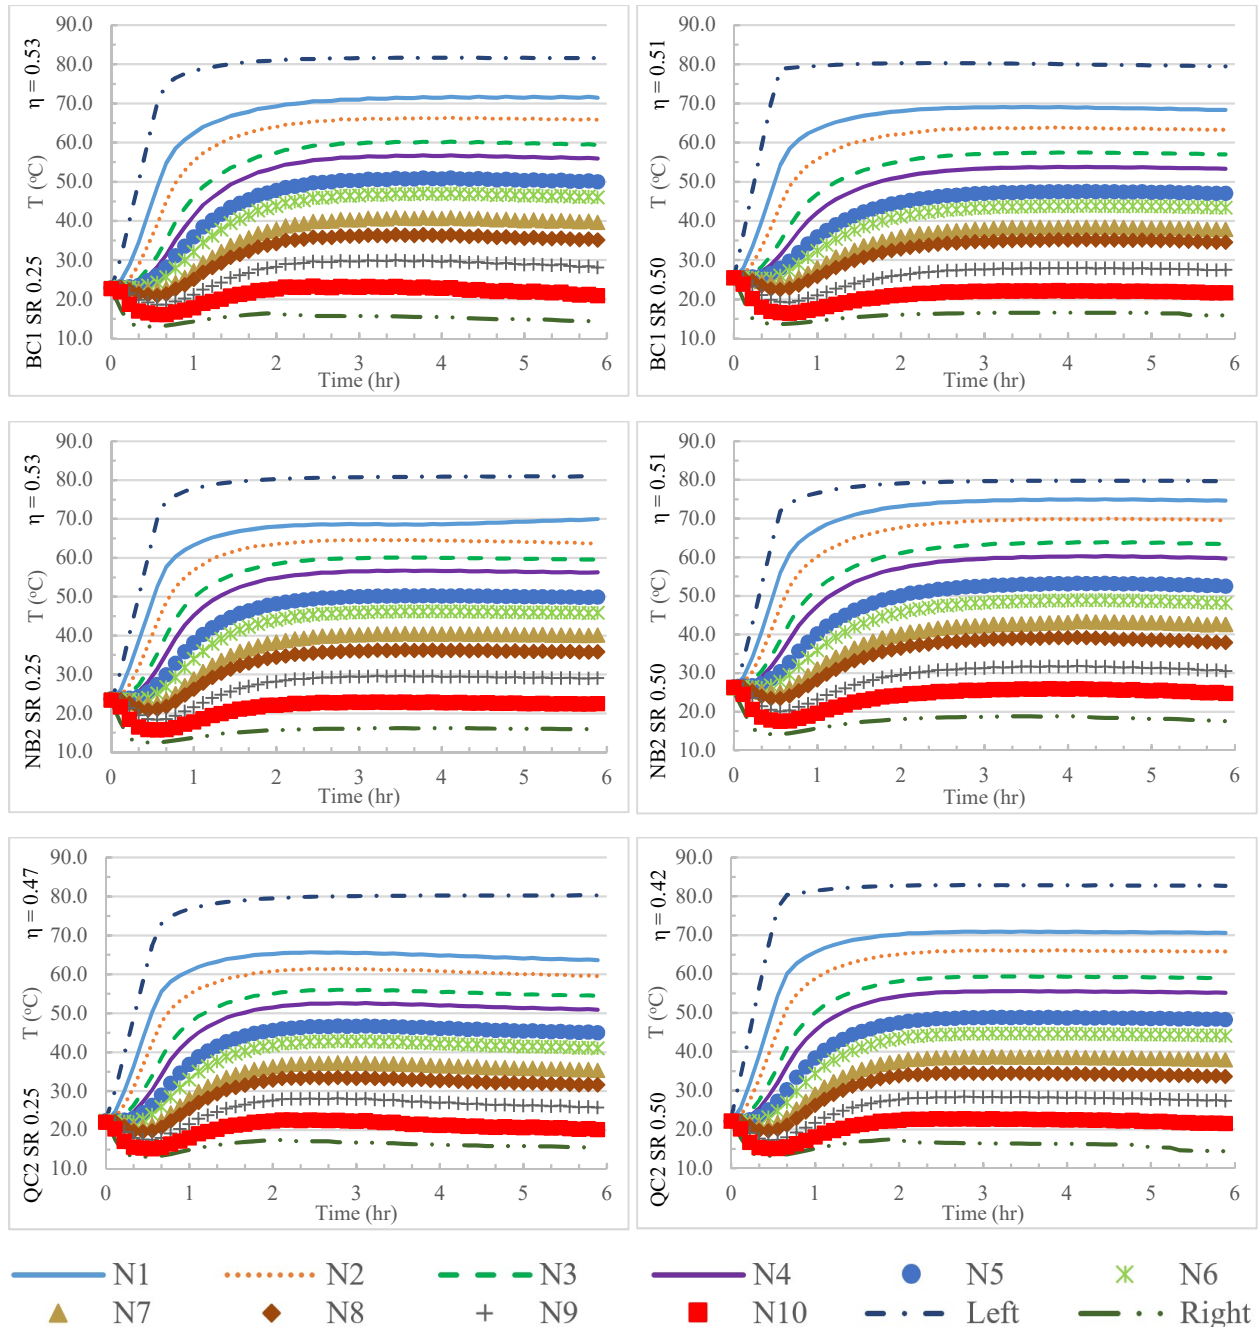 90.0
80.0
70.0
60.0
50.0
40.0
30.0
20.0
10.0
BC1 SR 0.25 T (°C) η = 0.53
0 1 2 3 4 5 6
Time (hr)
90.0
80.0
70.0
60.0
50.0
40.0
30.0
20.0
10.0
BC1 SR 0.50 T (°C) η = 0.51
0 1 2 3 4 5 6
Time (hr)
90.0
80.0
70.0
60.0
50.0
40.0
30.0
20.0
10.0
NB2 SR 0.25 T (°C) η = 0.53
0 1 2 3 4 5 6
Time (hr)
90.0
80.0
70.0
60.0
50.0
40.0
30.0
20.0
10.0
NB2 SR 0.50 T (°C) η = 0.51
0 1 2 3 4 5 6
Time (hr)
90.0
80.0
70.0
60.0
50.0
40.0
30.0
20.0
10.0
QC2 SR 0.25 T (°C) η = 0.47
0 1 2 3 4 5 6
Time (hr)
90.0
80.0
70.0
60.0
50.0
40.0
30.0
20.0
10.0
QC2 SR 0.50 T (°C) η = 0.42
0 1 2 3 4 5 6
Time (hr)
N1 N2 N3 N4 N5 N6
N7 N8 N9 N10 Left Right